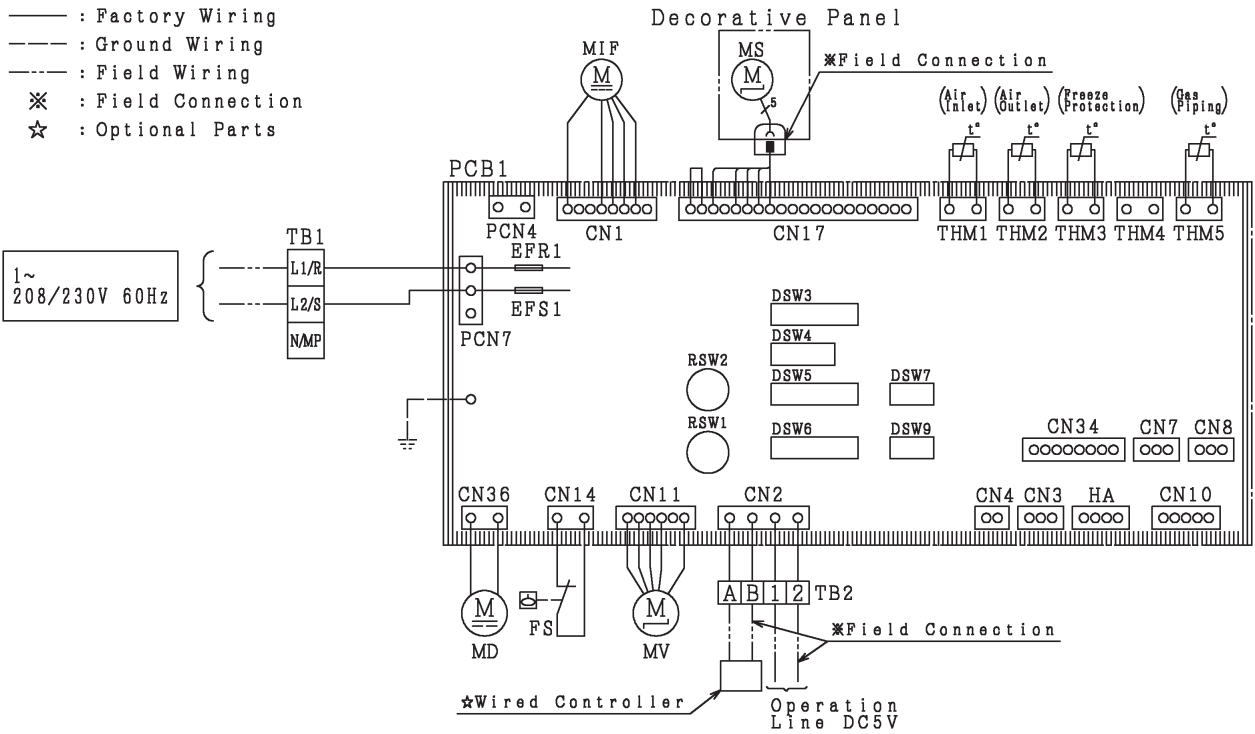 : Factory Wiring
: Ground Wiring
: Field Wiring
※ : Field Connection
☆ : Optional Parts
Decorative Panel
MIF
M
MS
M
5
※Field Connection
(Air Inlet)
(Air Outlet)
(Freeze Protection)
(Gas Piping)
t°
t°
t°
t°
PCB1
PCN4
CN1
CN17
THM1
THM2
THM3
THM4
THM5
TB1
1~
208/230V 60Hz
L1/R
L2/S
N/MP
EFR1
EFS1
PCN7
DSW3
DSW4
DSW5
DSW6
DSW7
DSW9
RSW2
RSW1
CN34
CN7
CN8
CN36
CN14
CN11
CN2
CN4
CN3
HA
CN10
M
MD
FS
M
MV
A B 1 2
TB2
※Field Connection
☆Wired Controller
Operation
Line DC5V